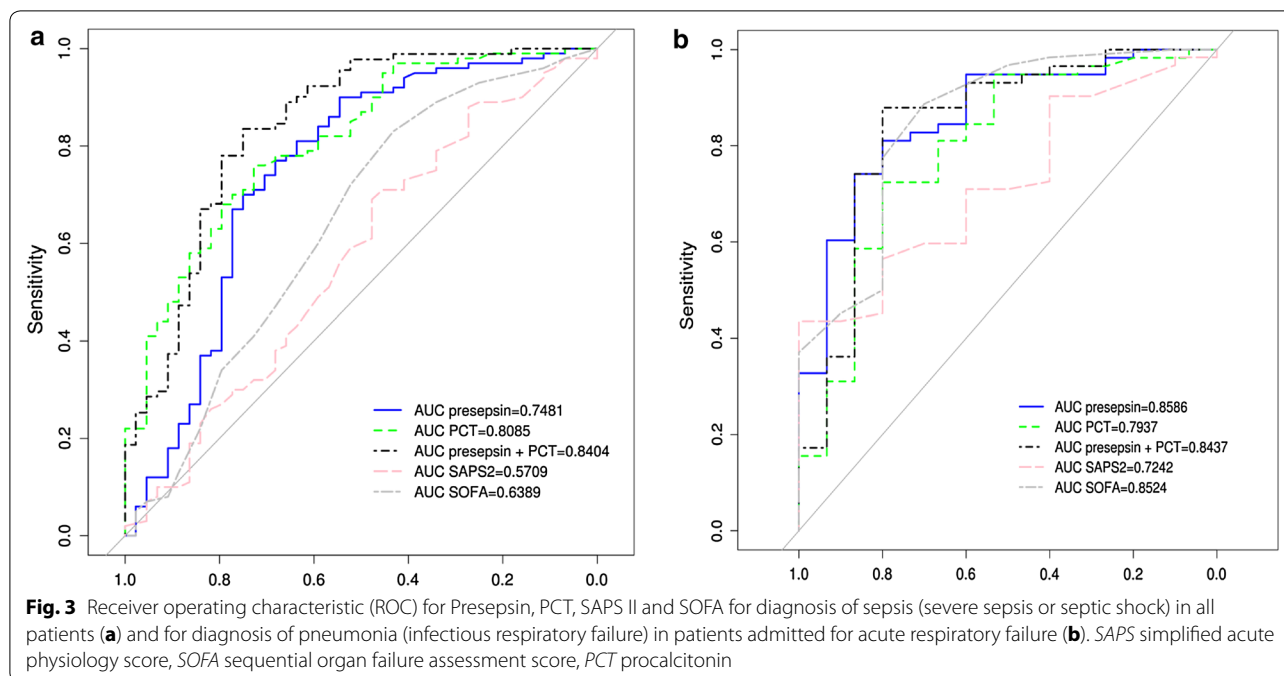 a
1.0
0.8
0.6
0.4
0.2
0.0
Sensitivity
AUC presepsin=0.7481
AUC PCT=0.8085
AUC presepsin + PCT=0.8404
AUC SAPS2=0.5709
AUC SOFA=0.6389
1.0 0.8 0.6 0.4 0.2 0.0
b
1.0
0.8
0.6
0.4
0.2
0.0
Sensitivity
AUC presepsin=0.8586
AUC PCT=0.7937
AUC presepsin + PCT=0.8437
AUC SAPS2=0.7242
AUC SOFA=0.8524
1.0 0.8 0.6 0.4 0.2 0.0
Fig. 3 Receiver operating characteristic (ROC) for Presepsin, PCT, SAPS II and SOFA for diagnosis of sepsis (severe sepsis or septic shock) in all
patients (a) and for diagnosis of pneumonia (infectious respiratory failure) in patients admitted for acute respiratory failure (b). SAPS simplified acute
physiology score, SOFA sequential organ failure assessment score, PCT procalcitonin